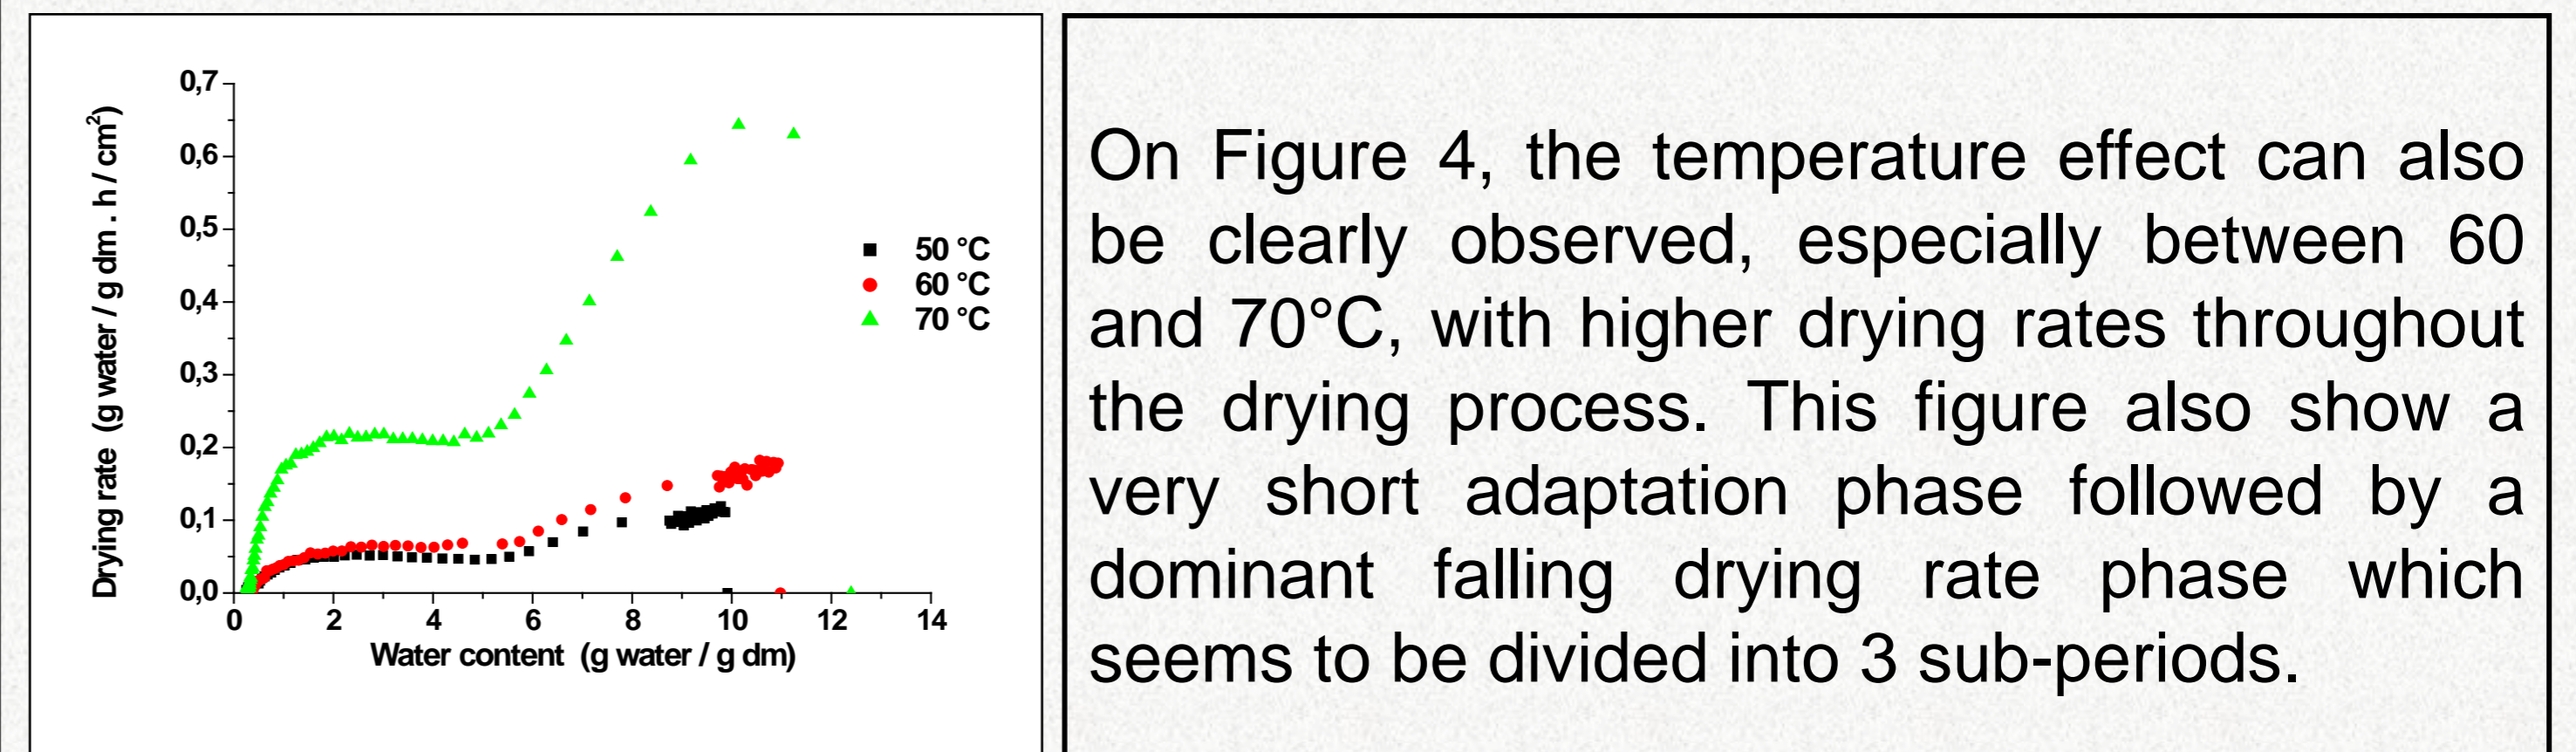 0,7
0,6
0,5
0,4
0,3
0,2
0,1
0,0
Drying rate (g water / g dm . h / cm²)
50 °C
60 °C
70 °C
0 2 4 6 8 10 12 14
Water content (g water / g dm)
On Figure 4, the temperature effect can also
be clearly observed, especially between 60
and 70°C, with higher drying rates throughout
the drying process. This figure also show a
very short adaptation phase followed by a
dominant falling drying rate phase which
seems to be divided into 3 sub-periods.